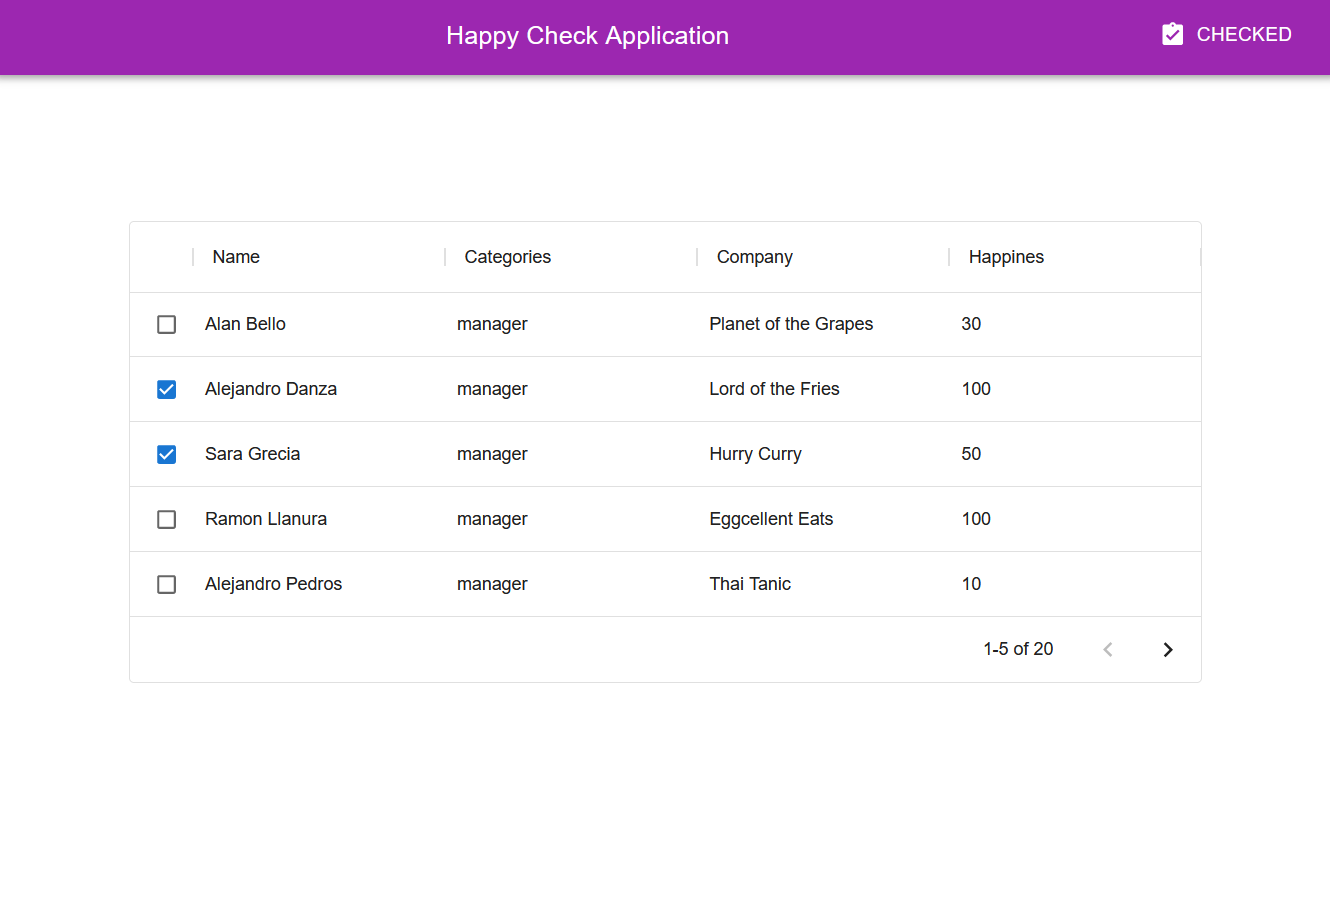 Happy Check Application
CHECKED
Name Categories Company Happines
Alan Bello manager Planet of the Grapes 30
Alejandro Danza manager Lord of the Fries 100
Sara Grecia manager Hurry Curry 50
Ramon Llanura manager Eggcellent Eats 100
Alejandro Pedros manager Thai Tanic 10
1-5 of 20